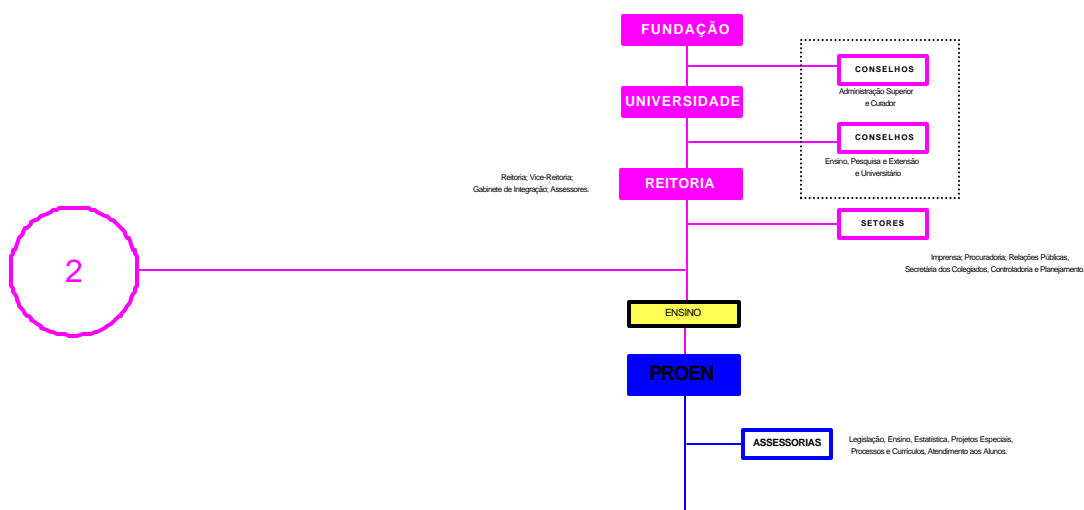 FUNDAÇÃO
CONSELHOS
Administração Superior
e Curador
UNIVERSIDADE
CONSELHOS
Ensino, Pesquisa e Extensão
e Universitário
Reitoria; Vice-Reitoria;
Gabinete de Integração; Assessores.
REITORIA
SETORES
Imprensa; Procuradoria; Relações Públicas,
Secretária dos Colegiados, Controladoria e Planejamento.
2
ENSINO
PROEN
ASSESSORIAS
Legislação, Ensino, Estatística, Projetos Especiais,
Processos e Currículos, Atendimento aos Alunos.